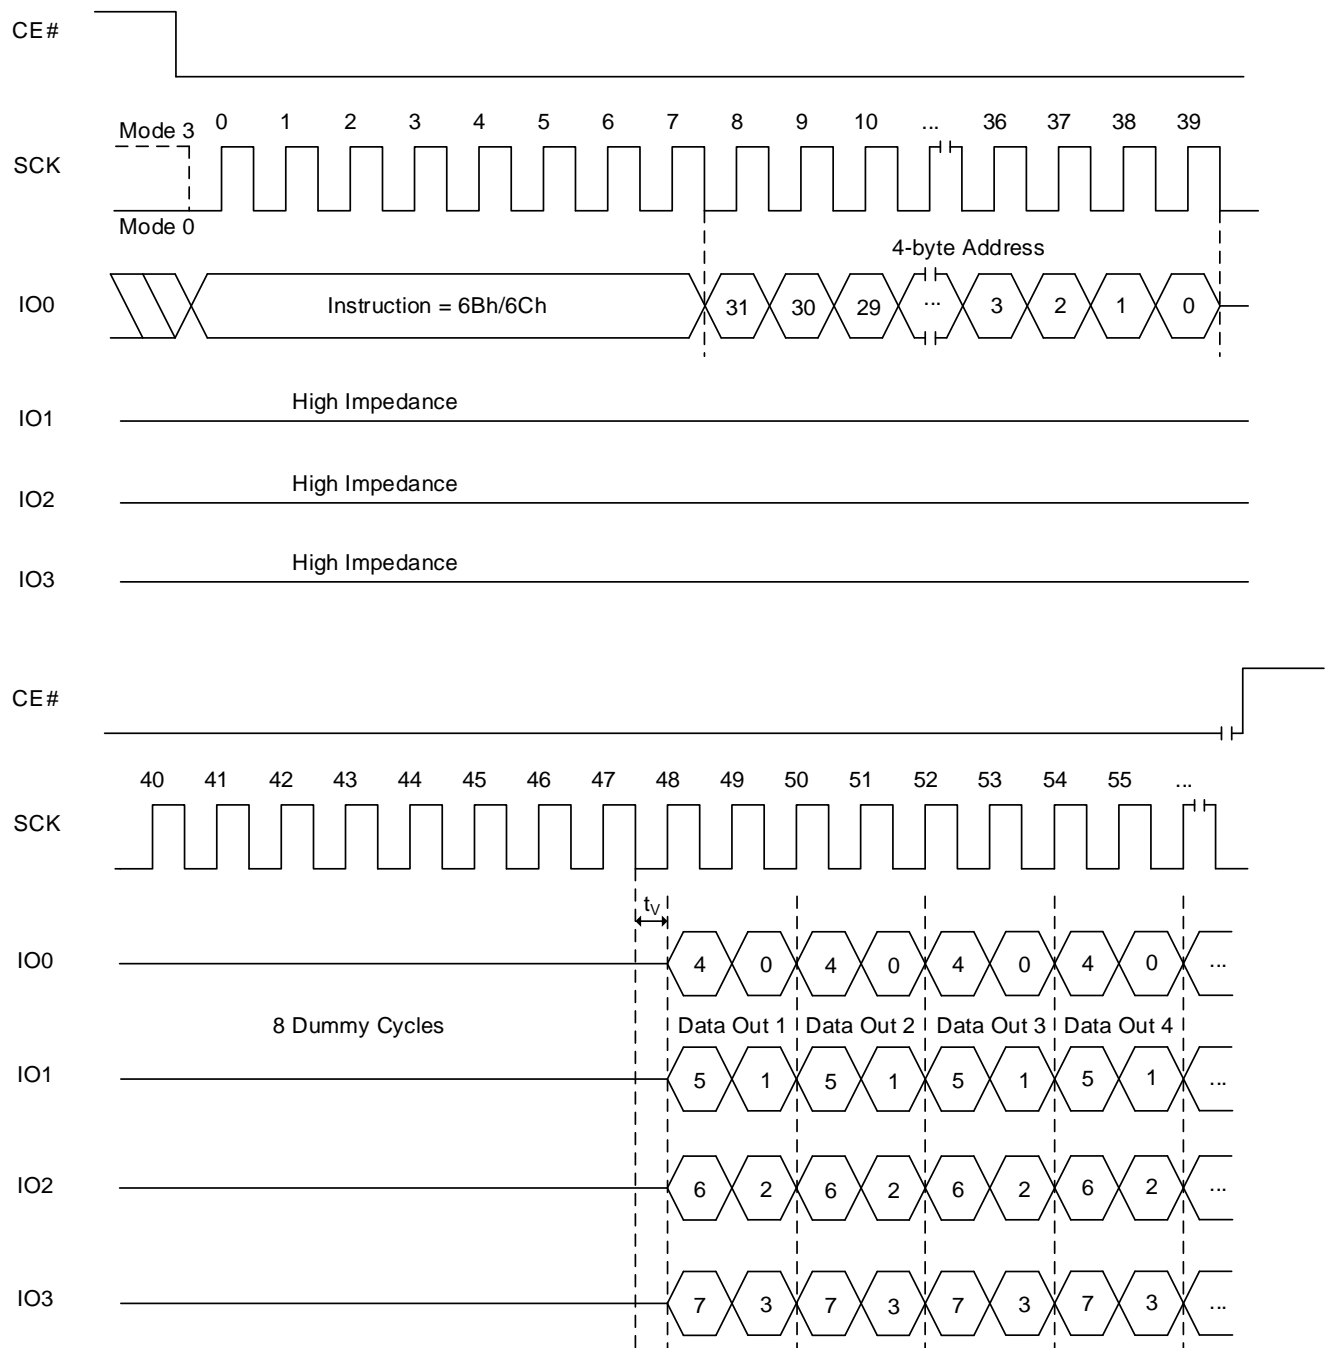 CE#
Mode 3 0 1 2 3 4 5 6 7 8 9 10 ... 36 37 38 39
SCK
Mode 0
4-byte Address
IO0 Instruction = 6Bh/6Ch 31 30 29 ... 3 2 1 0
High Impedance
IO1
High Impedance
IO2
High Impedance
IO3
CE#
40 41 42 43 44 45 46 47 48 49 50 51 52 53 54 55 ...
SCK
tV
IO0 4 0 4 0 4 0 4 0 ...
8 Dummy Cycles Data Out 1 Data Out 2 Data Out 3 Data Out 4
IO1 5 1 5 1 5 1 5 1 ...
IO2 6 2 6 2 6 2 6 2 ...
IO3 7 3 7 3 7 3 7 3 ...